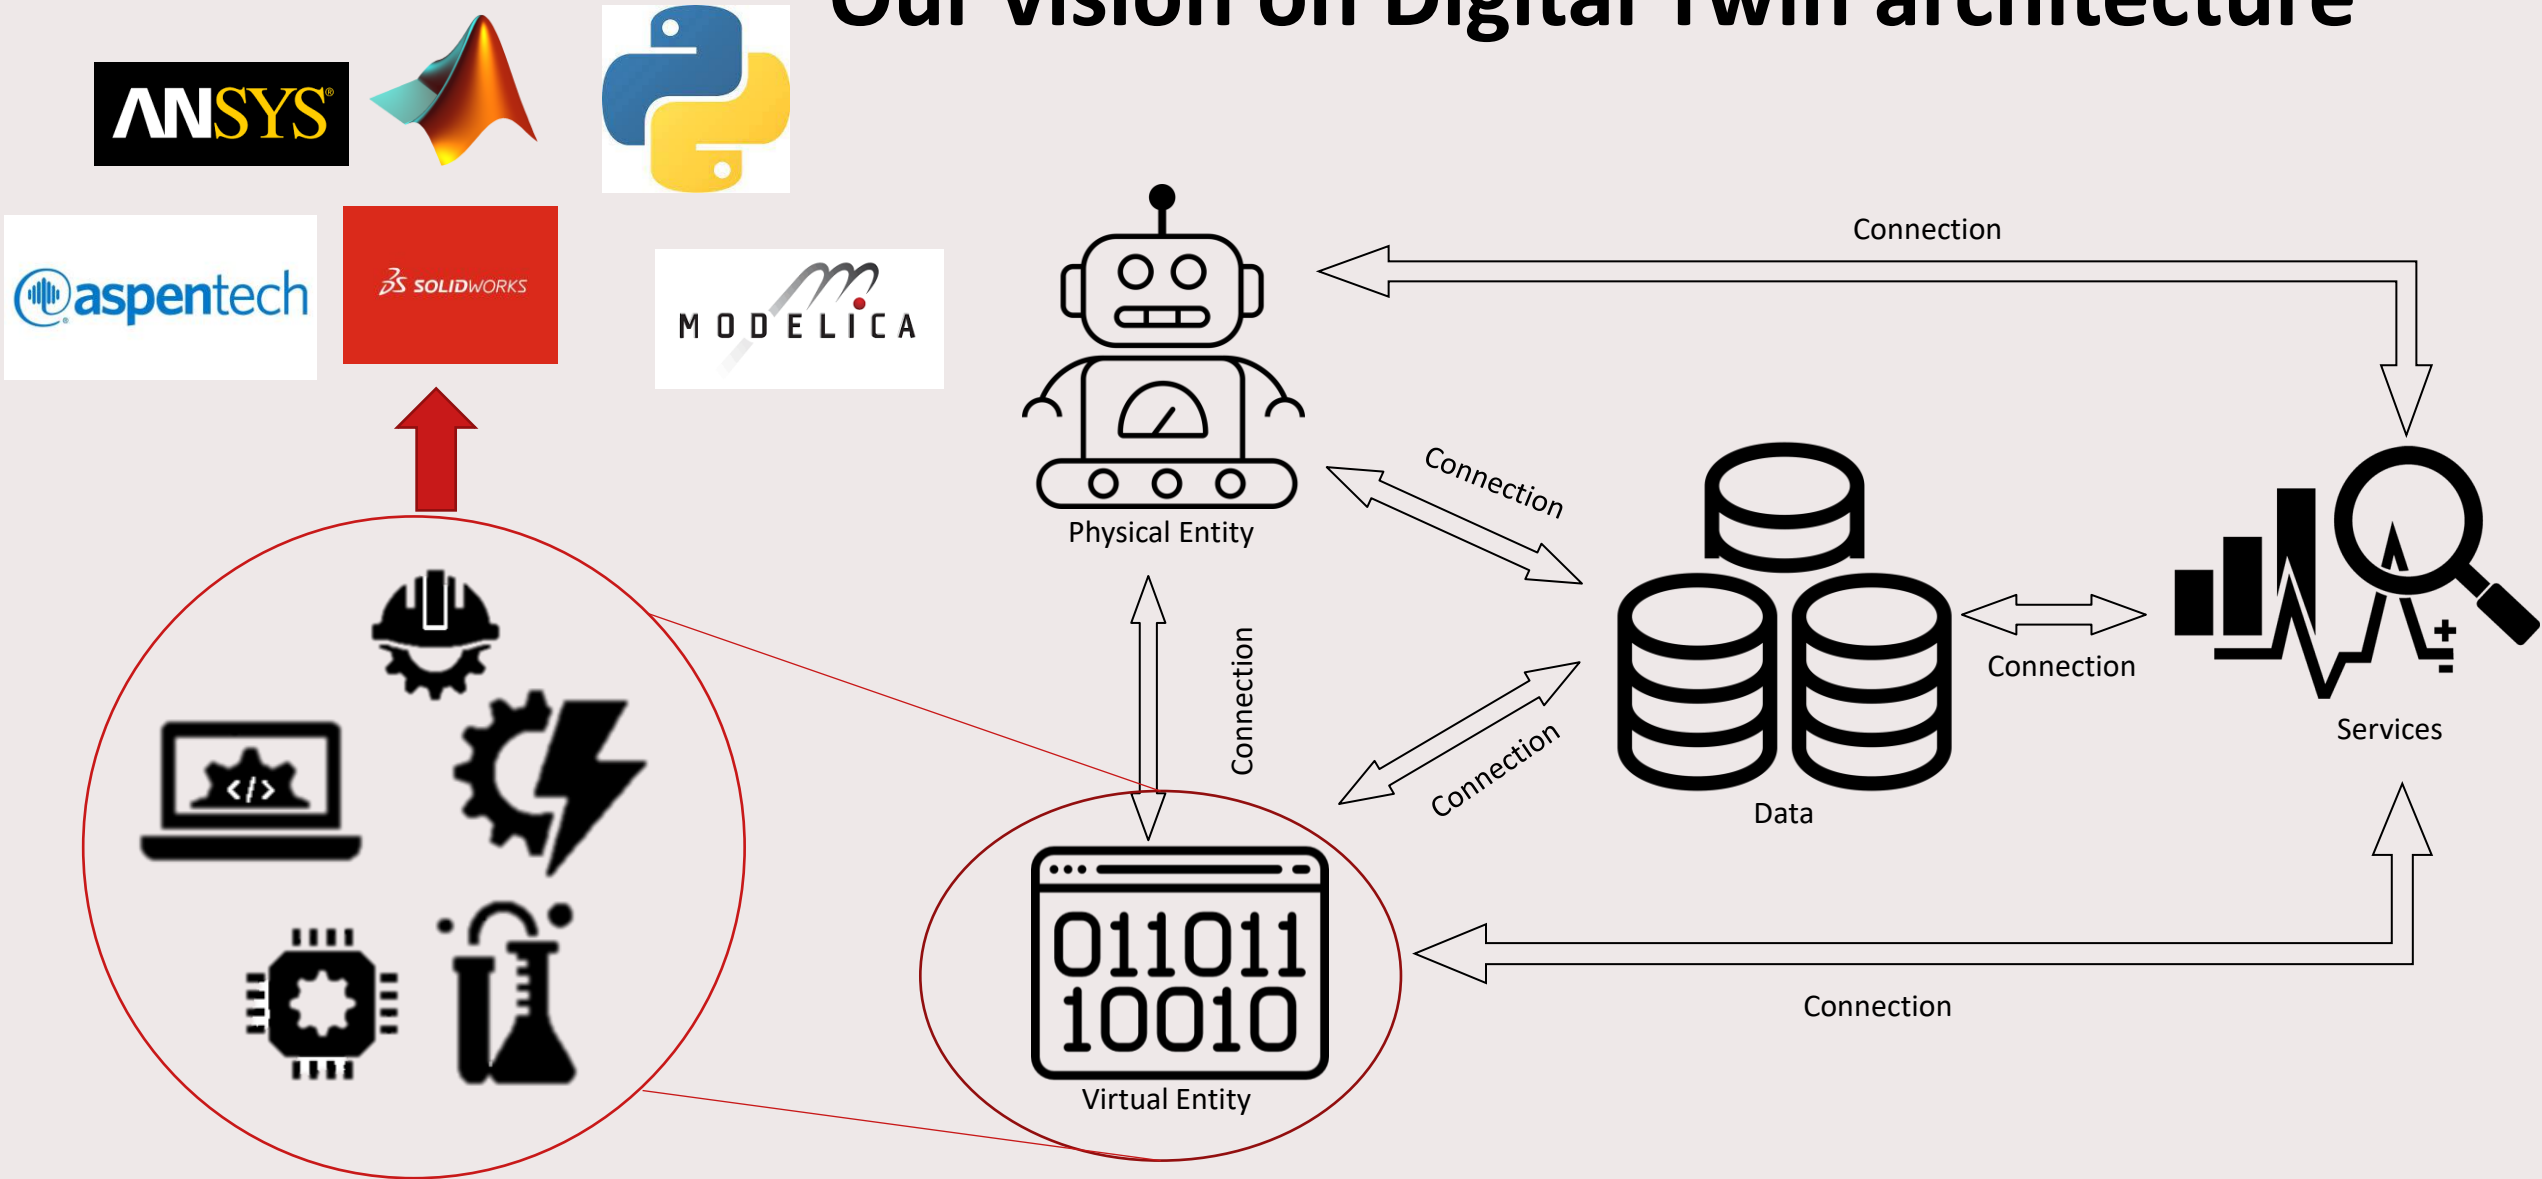 Our vision on Digital Twin architecture
ANSYS®
aspentech
SOLIDWORKS
MODELICA
Connection
Connection
Physical Entity
Connection
Connection
Connection
Services
Data
</>
011011
10010
Virtual Entity
Connection